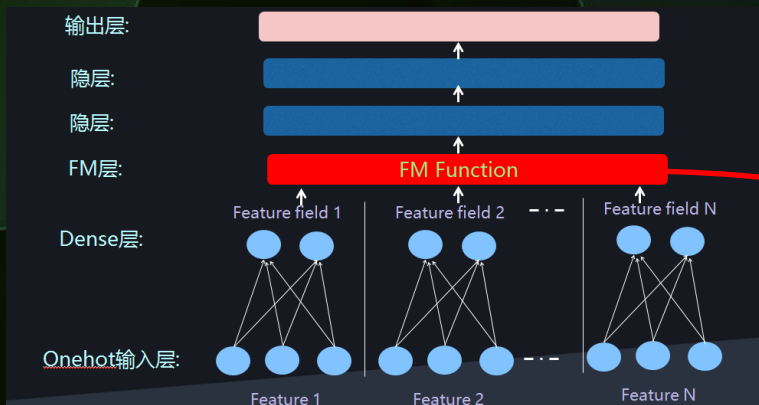 输出层:
隐层:
隐层:
FM层:
FM Function
Feature field 1
Feature field 2
Feature field N
Dense层:
Onehot输入层:
Feature 1
Feature 2
Feature N